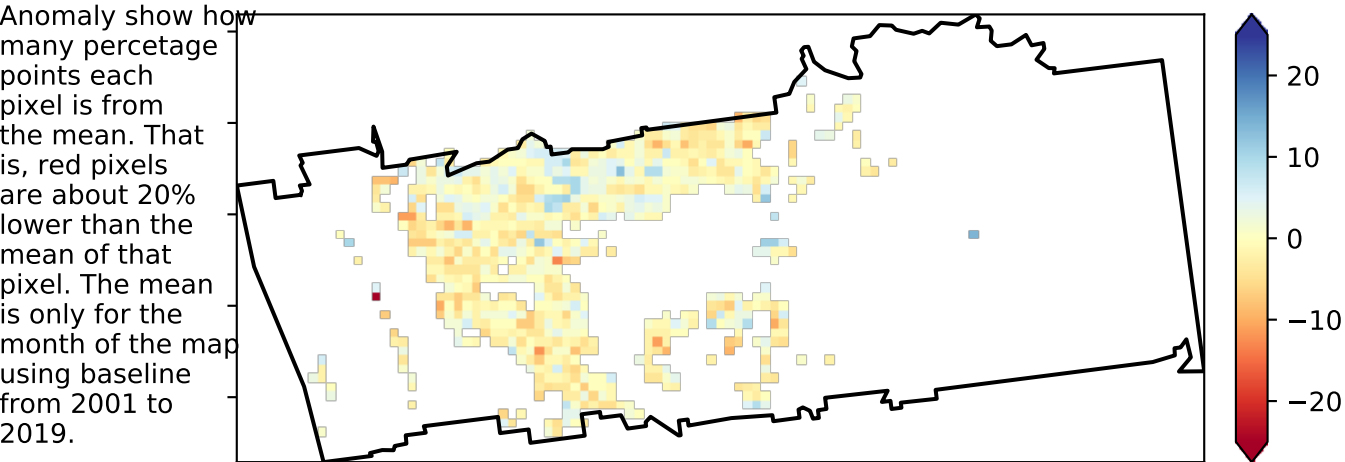 Anomaly show how
many percetage
points each
pixel is from
the mean. That
is, red pixels
are about 20%
lower than the
mean of that
pixel. The mean
is only for the
month of the map
using baseline
from 2001 to
2019.
20
10
0
−10
−20